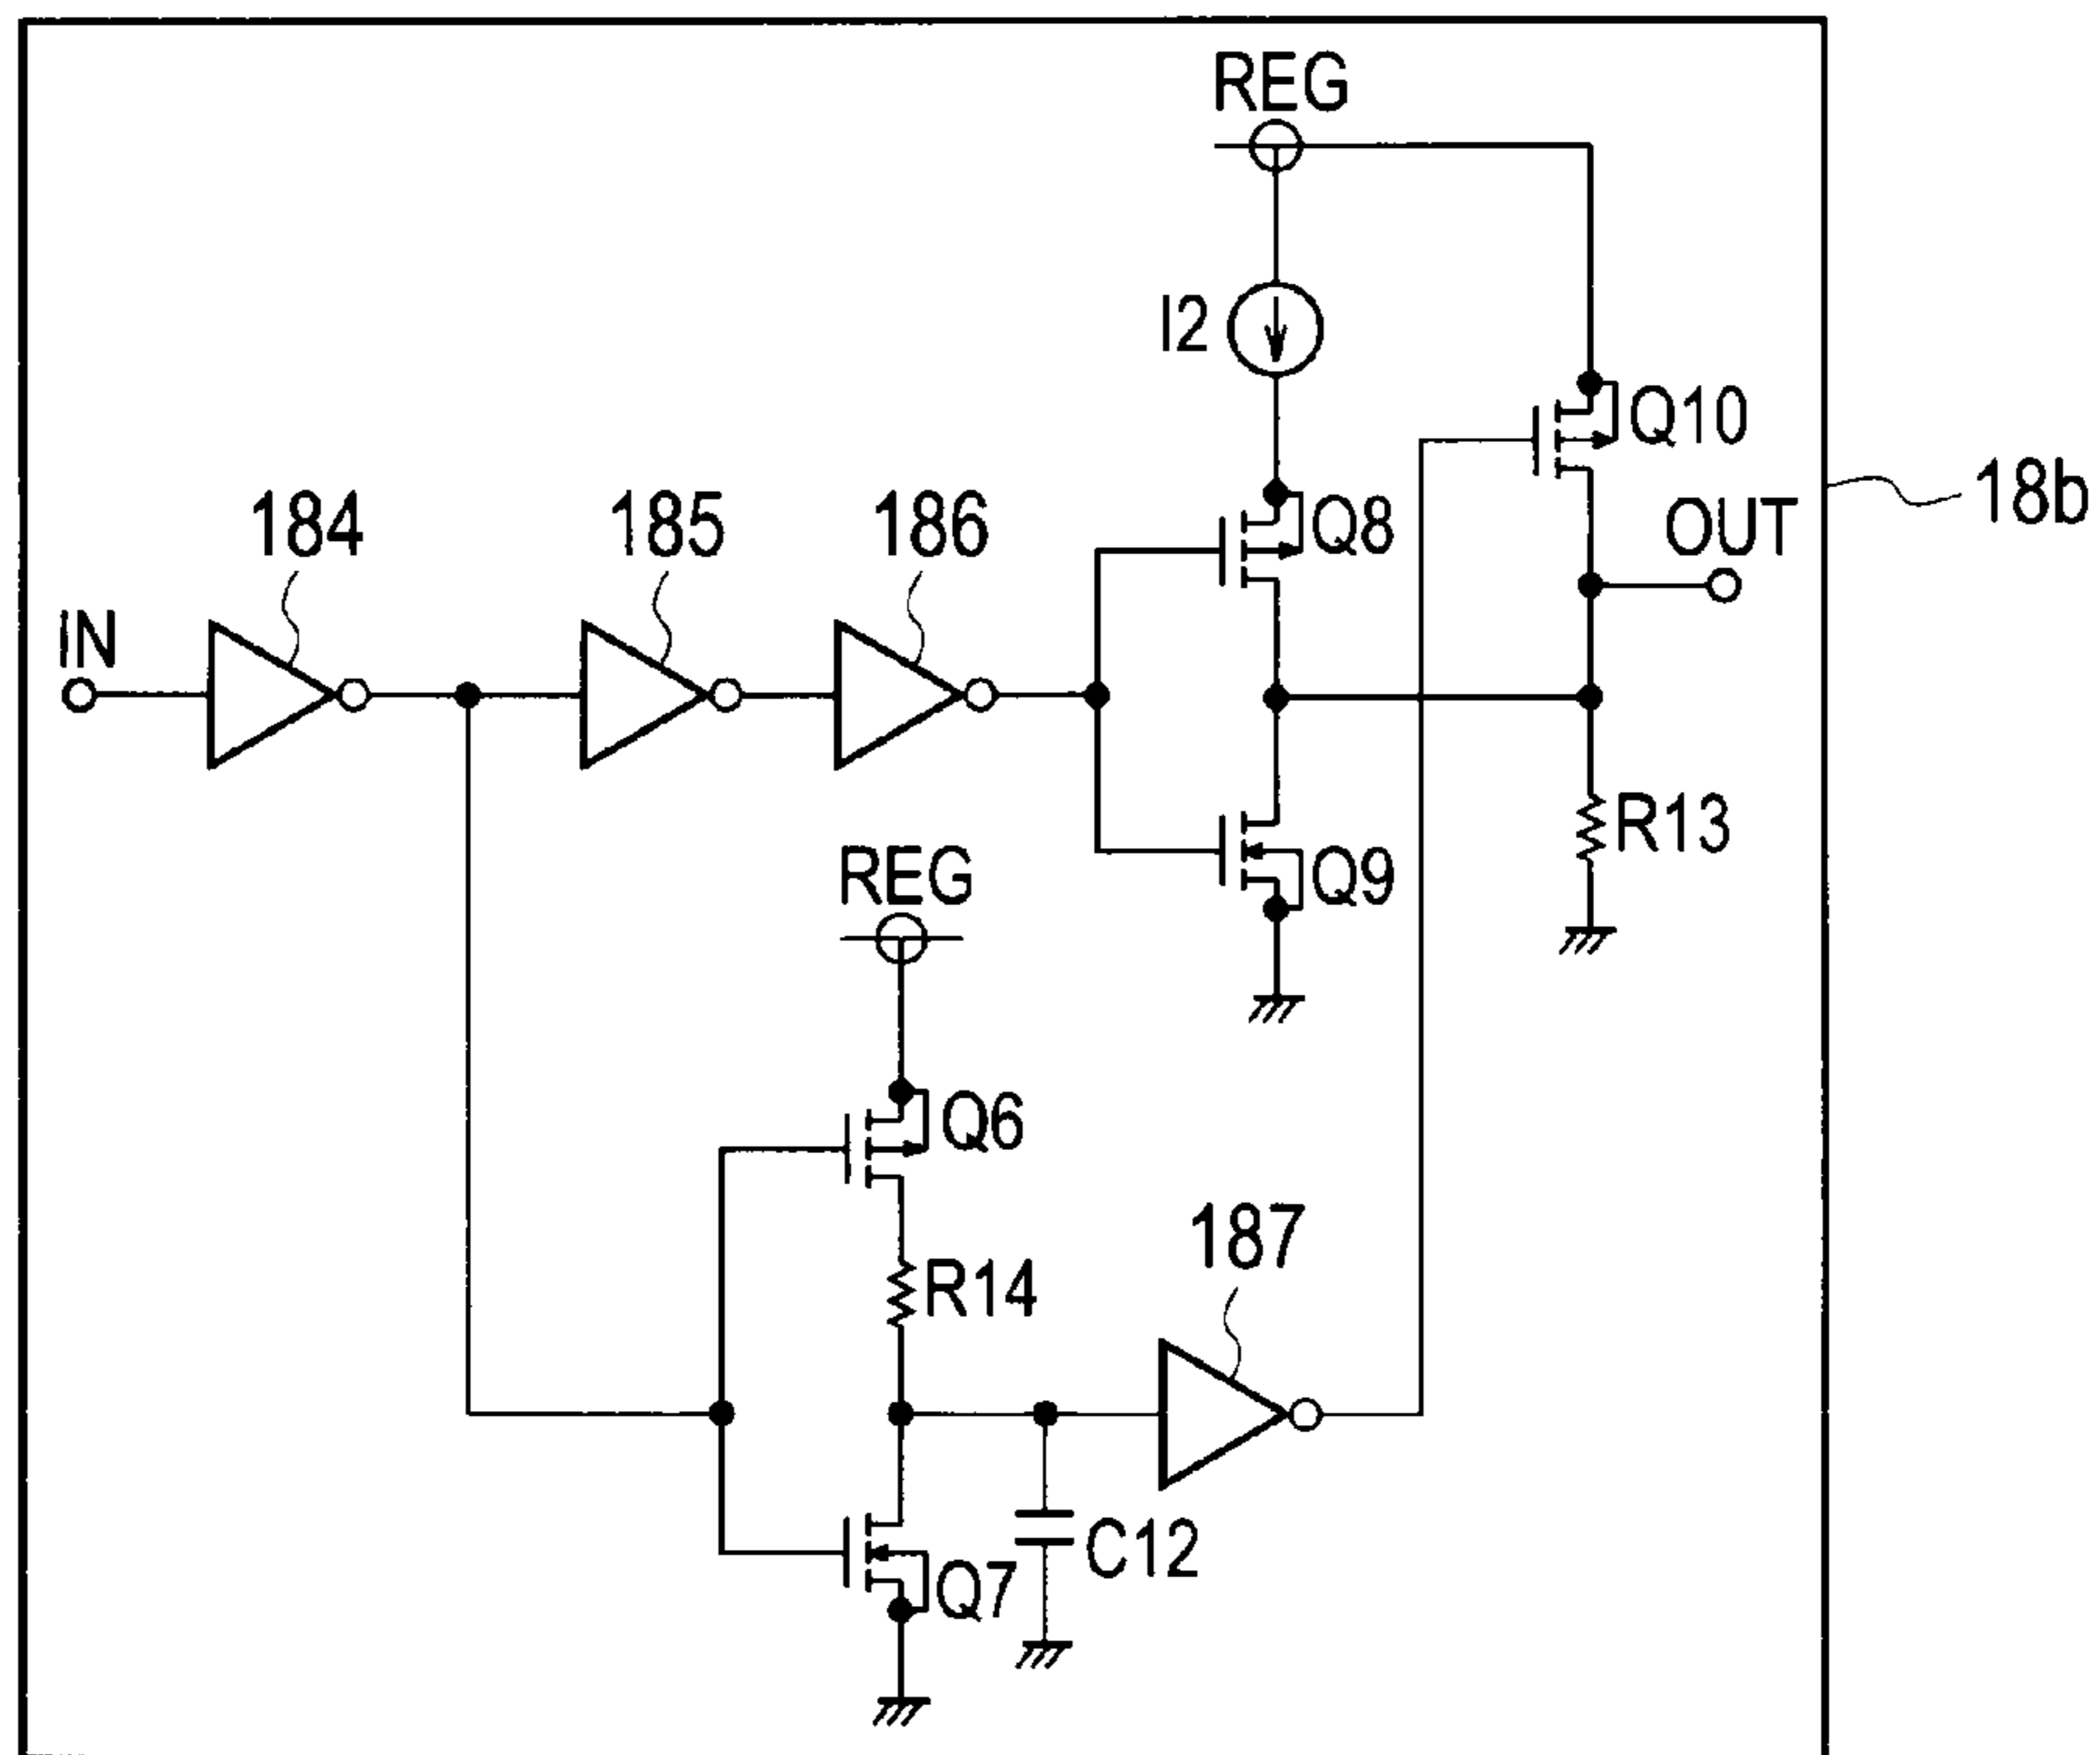 REG
I2
Q10
18b
184
185
186
Q8
OUT
IN
R13
REG
Q9
Q6
187
R14
C12
Q7